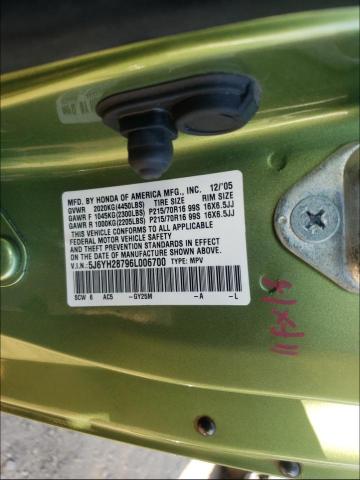 MFD. BY HONDA OF AMERICA MFG., INC. 12/'05
GVWR 2020KG(4450LBS) TIRE SIZE RIM SIZE
GAWR F 1045KG(2300LBS) P215/70R16 99S 16X6.5JJ
GAWR R 1000KG(2205LBS) P215/70R16 99S 16X6.5JJ
THIS VEHICLE CONFORMS TO ALL APPLICABLE
FEDERAL MOTOR VEHICLE SAFETY STANDARDS
IN EFFECT ON THE DATE OF MANUFACTURE
SHOWN ABOVE.
V.I.N.: 5J6YH28796L006700 TYPE: MPV
SCW 6 AC5 -GY25M -A -L